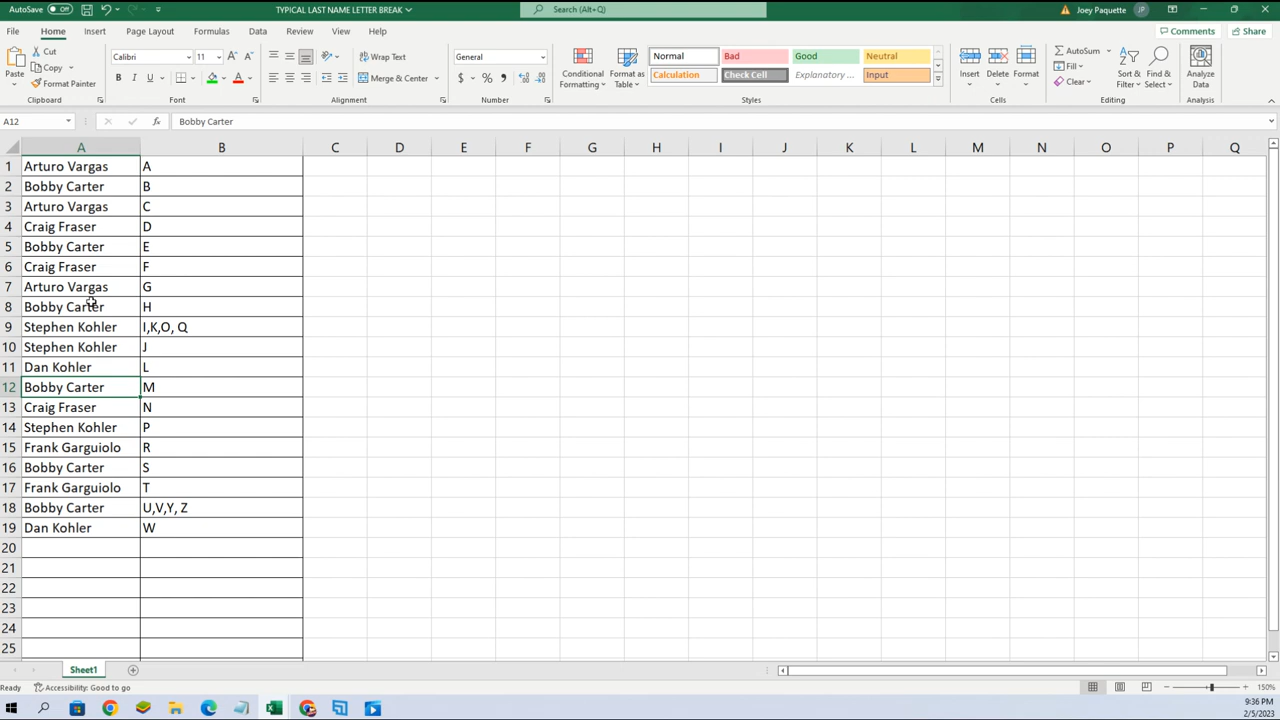 AutoSave Off TYPICAL LAST NAME LETTER BREAK Search (Alt+Q) Joey Paquette JP
File Home Insert Page Layout Formulas Data Review View Help Comments Share
Paste Cut Copy Format Painter Clipboard
Calibri 11 B I U A A Font
Wrap Text Merge & Center Alignment
General $ % Number
Conditional Formatting Format as Table
Normal Bad Good Neutral
Calculation Check Cell Explanatory ... Input
Styles
Insert Delete Format Cells
AutoSum Fill Clear Sort & Filter Find & Select Editing
Analyze Data Analysis
A12 fx Bobby Carter
A B C D E F G H I J K L M N O P Q
1 Arturo Vargas A
2 Bobby Carter B
3 Arturo Vargas C
4 Craig Fraser D
5 Bobby Carter E
6 Craig Fraser F
7 Arturo Vargas G
8 Bobby Carter H
9 Stephen Kohler I,K,O, Q
10 Stephen Kohler J
11 Dan Kohler L
12 Bobby Carter M
13 Craig Fraser N
14 Stephen Kohler P
15 Frank Garguiolo R
16 Bobby Carter S
17 Frank Garguiolo T
18 Bobby Carter U,V,Y, Z
19 Dan Kohler W
20
21
22
23
24
25
Sheet1
Ready Accessibility: Good to go 150%
9:36 PM
2/5/2023